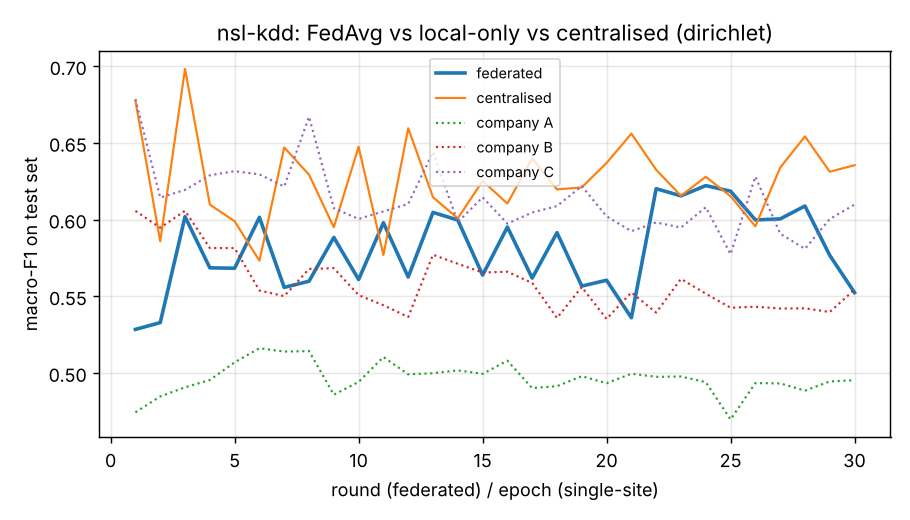 nsl-kdd: FedAvg vs local-only vs centralised (dirichlet)
macro-F1 on test set
0.70
0.65
0.60
0.55
0.50
federated
centralised
company A
company B
company C
0 5 10 15 20 25 30
round (federated) / epoch (single-site)